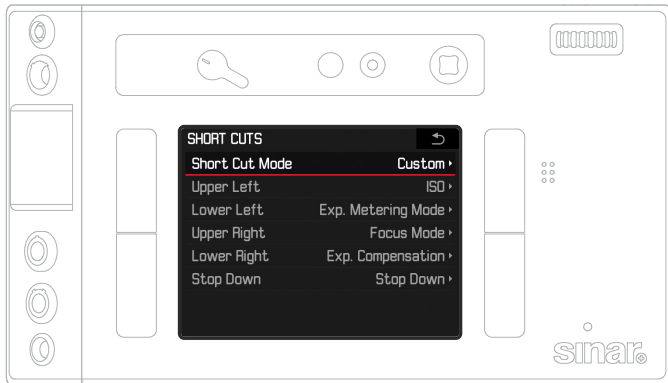 SHORT CUTS
Short Cut Mode Custom
Upper Left ISO
Lower Left Exp. Metering Mode
Upper Right Focus Mode
Lower Right Exp. Compensation
Stop Down Stop Down
sınar®